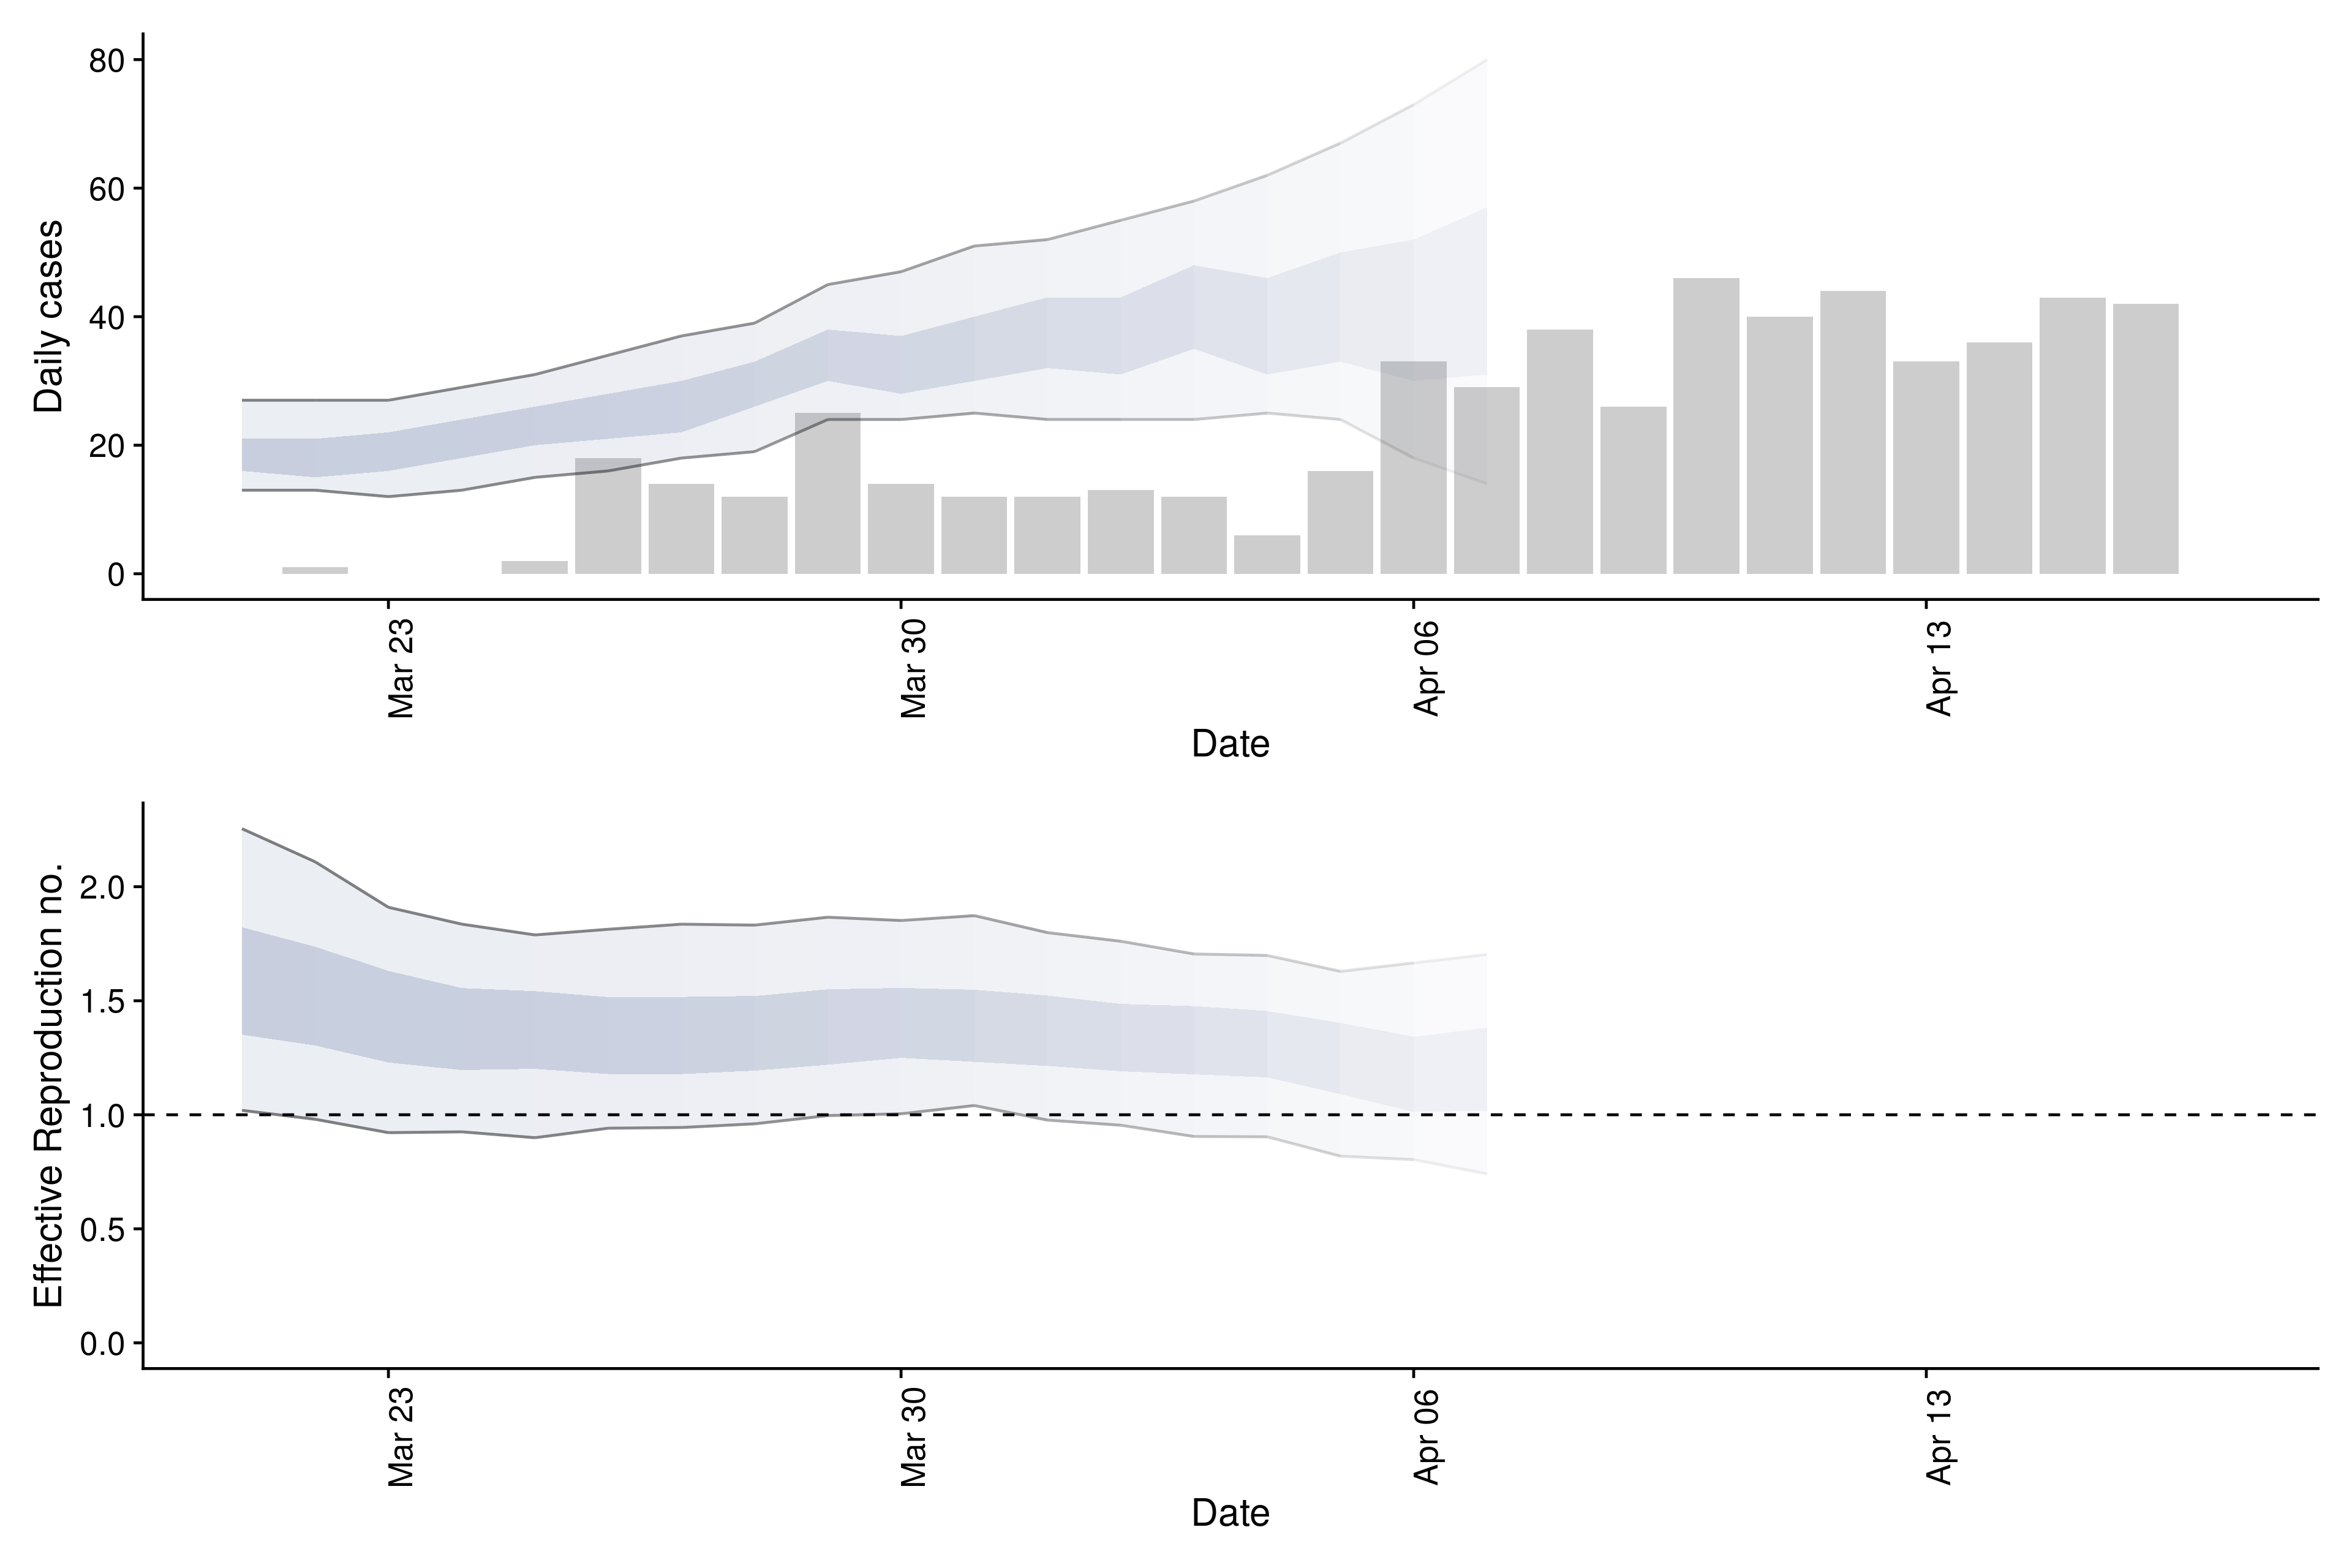 Daily cases
80
60
40
20
0
Mar 23
Mar 30
Apr 06
Apr 13
Date
Effective Reproduction no.
2.0
1.5
1.0
0.5
0.0
Mar 23
Mar 30
Apr 06
Apr 13
Date